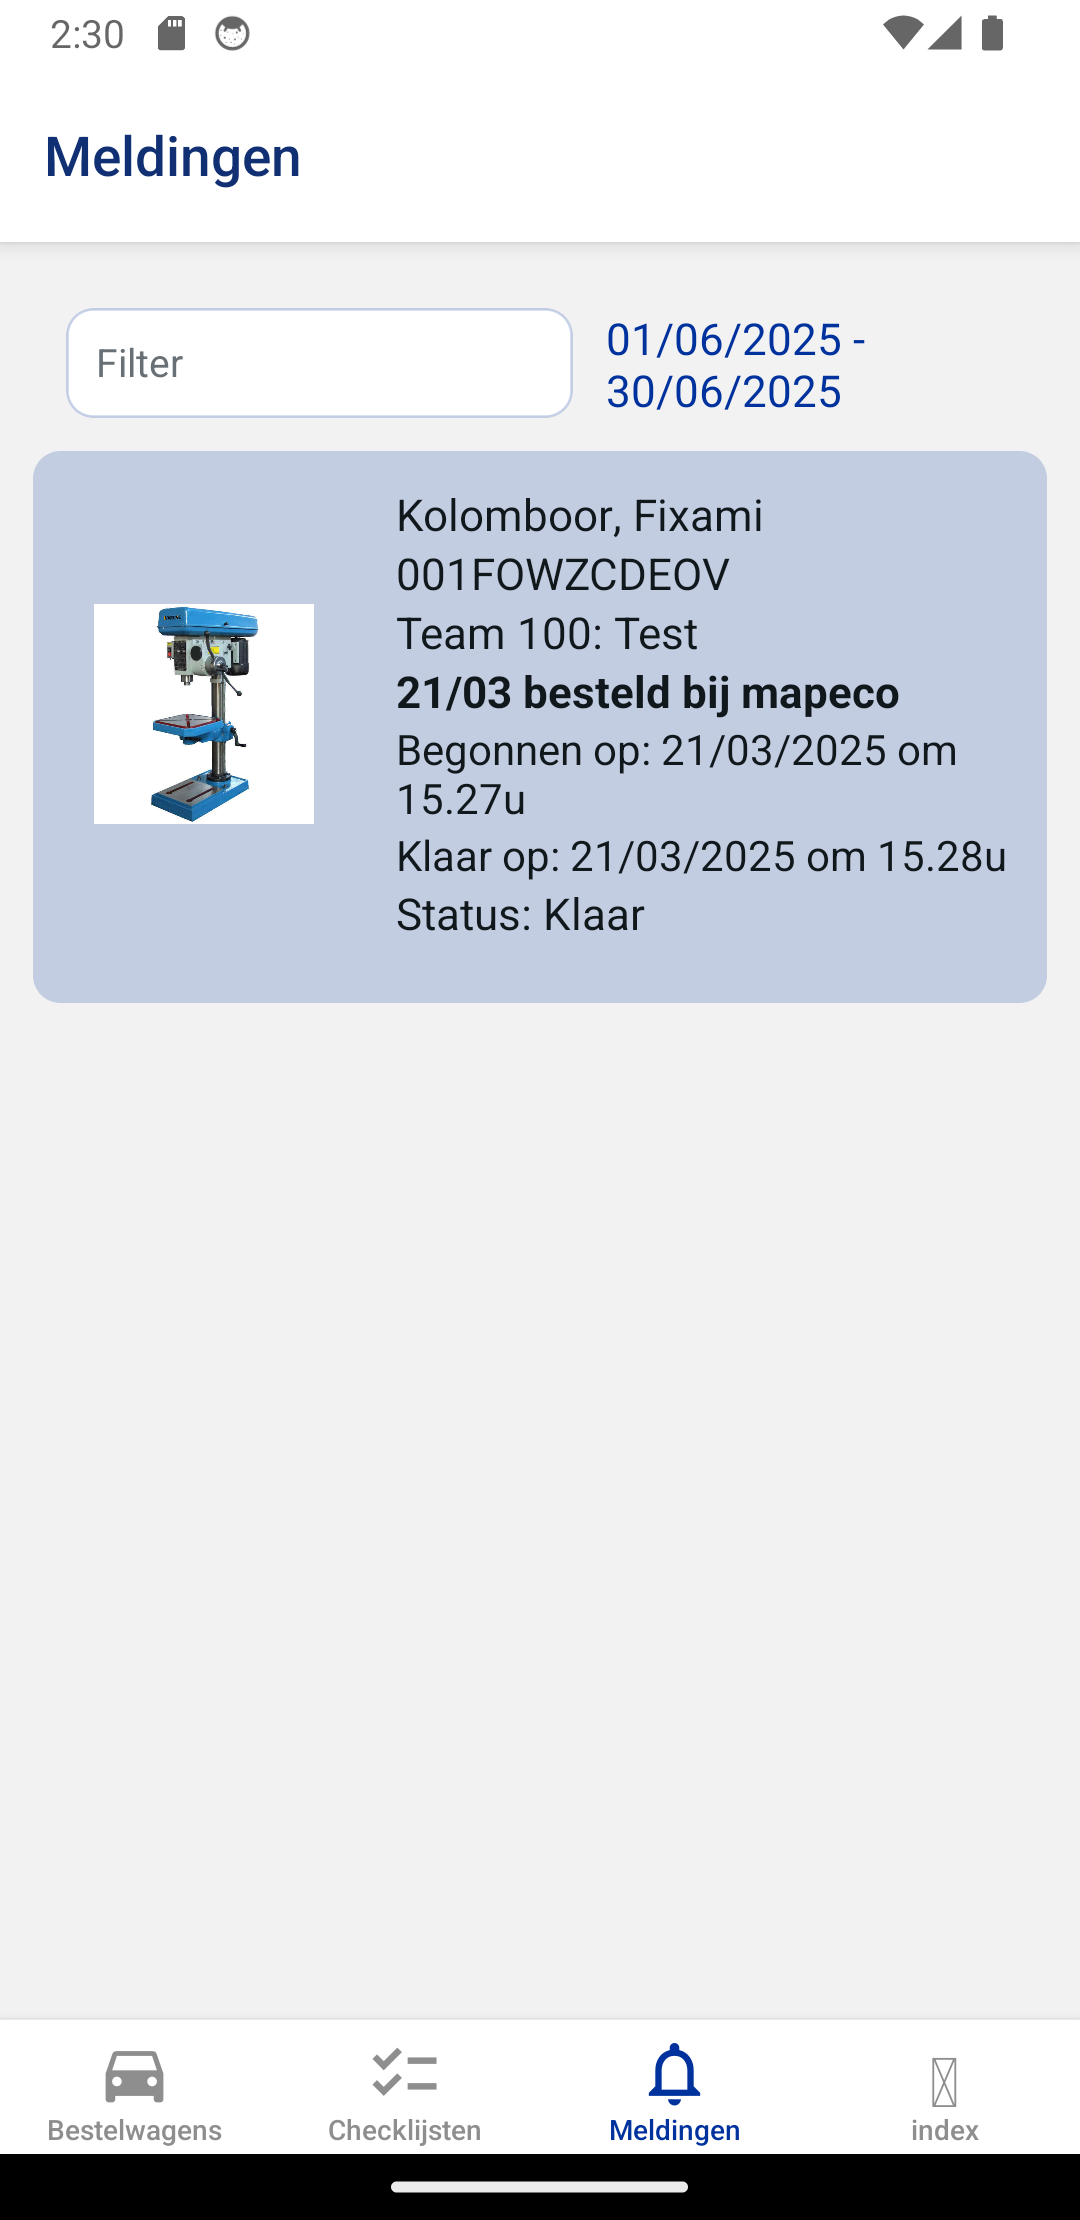 2:30
Meldingen
Filter
01/06/2025 -
30/06/2025
Kolomboor, Fixami
001FOWZCDEOV
Team 100: Test
21/03 besteld bij mapeco
Begonnen op: 21/03/2025 om
15.27u
Klaar op: 21/03/2025 om 15.28u
Status: Klaar
Bestelwagens
Checklijsten
Meldingen
index